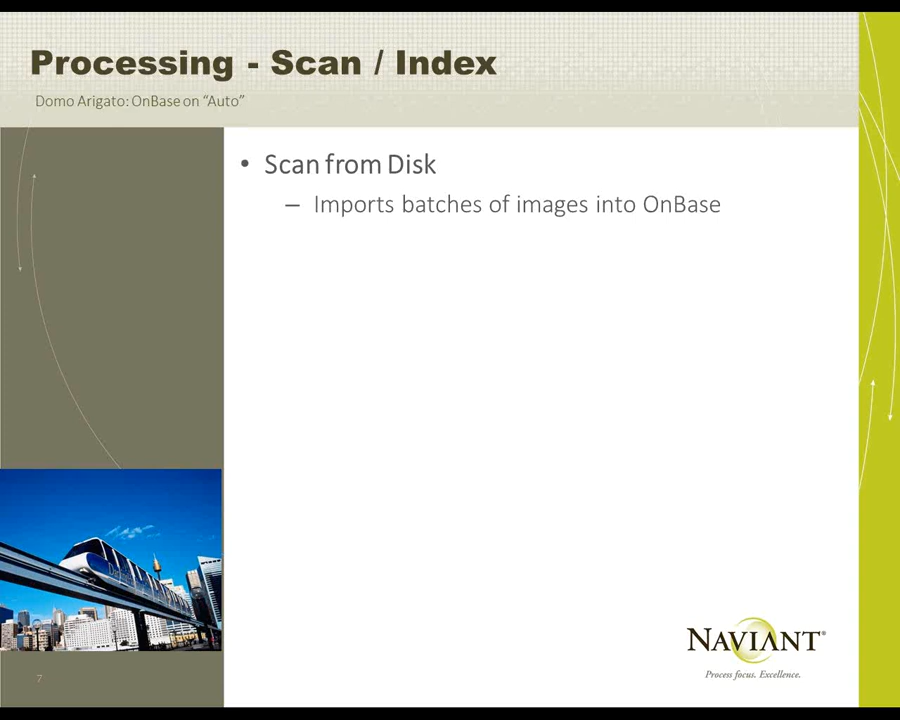 Processing - Scan / Index
Domo Arigato: OnBase on “Auto”
• Scan from Disk
– Imports batches of images into OnBase
NAVIANT®
Process focus. Excellence.
7